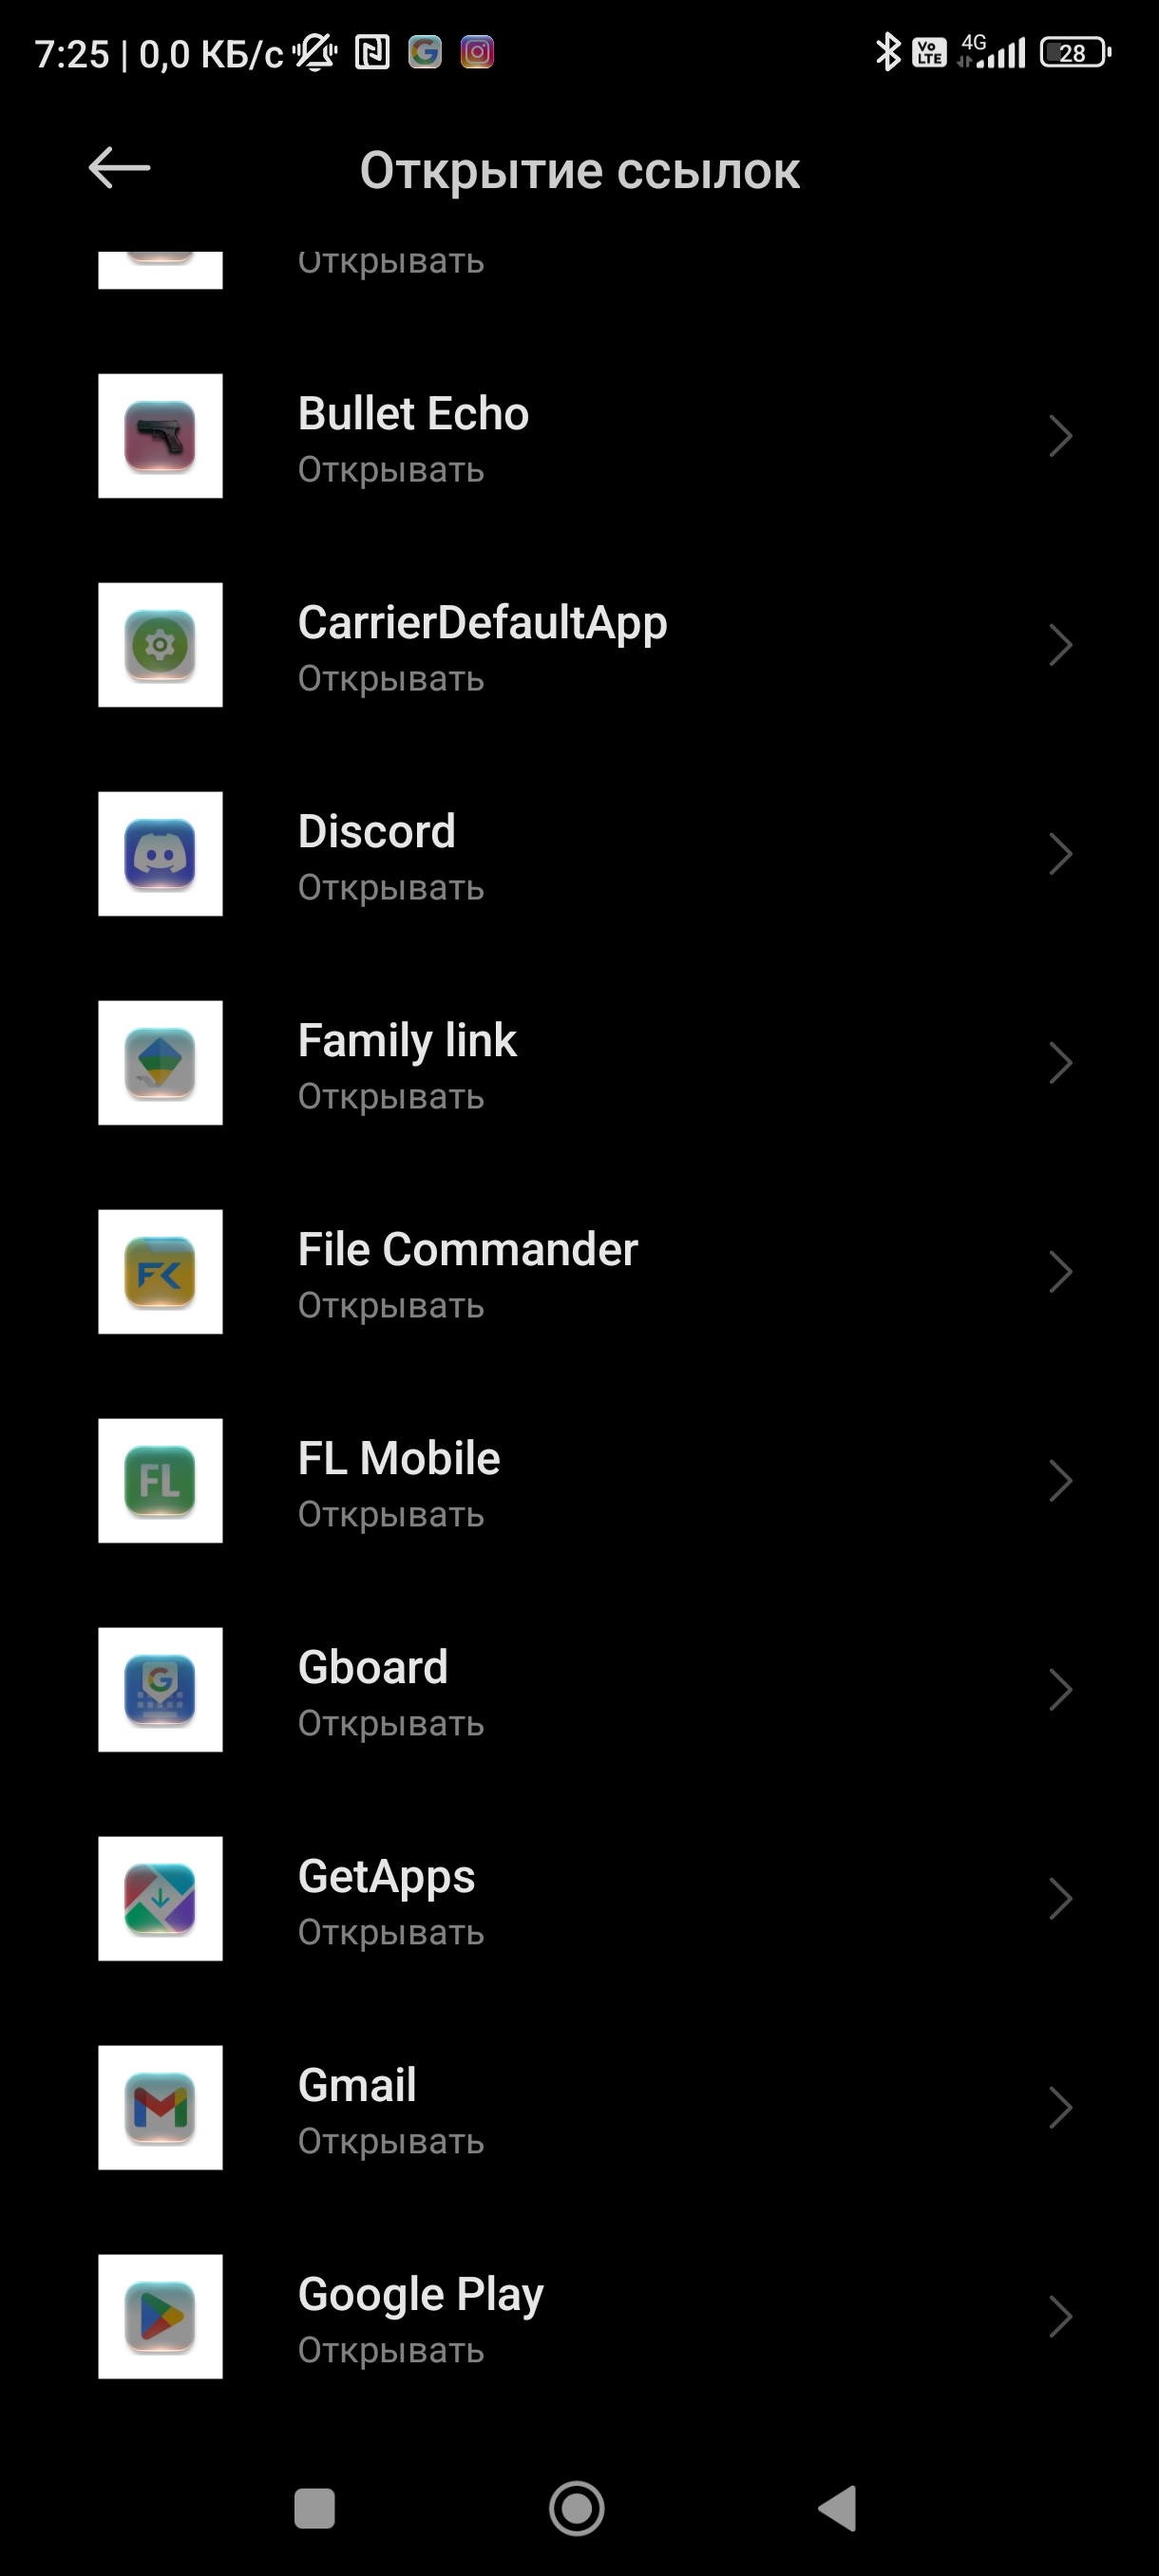 7:25 | 0,0 КБ/с
Vo LTE 4G 28
Открытие ссылок
Открывать
Bullet Echo
Открывать
CarrierDefaultApp
Открывать
Discord
Открывать
Family link
Открывать
File Commander
Открывать
FL
FL Mobile
Открывать
Gboard
Открывать
GetApps
Открывать
Gmail
Открывать
Google Play
Открывать